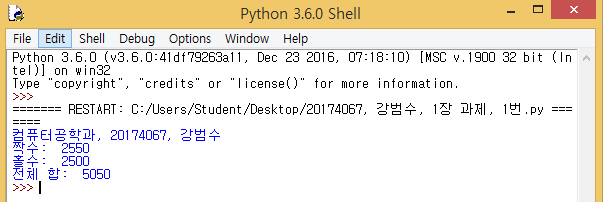 Python 3.6.0 Shell
File Edit Shell Debug Options Window Help
Python 3.6.0 (v3.6.0:41df79263a11, Dec 23 2016, 07:18:10) [MSC v.1900 32 bit (In
tel)] on win32
Type "copyright", "credits" or "license()" for more information.
>>>
======= RESTART: C:/Users/Student/Desktop/20174067, 강범수, 1장 과제, 1번.py ===
====
컴퓨터공학과, 20174067, 강범수
짝수: 2550
홀수: 2500
전체 합: 5050
>>>